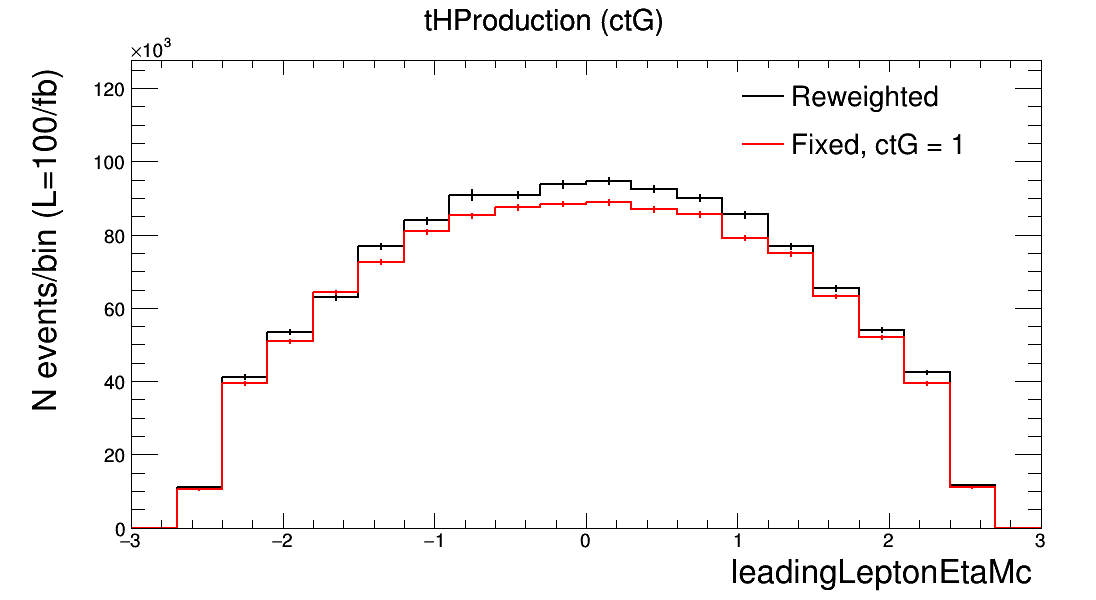 tHProduction (ctG)
×10³
N events/bin (L=100/fb)
120
100
80
60
40
20
0
Reweighted
Fixed, ctG = 1
−3 −2 −1 0 1 2 3
leadingLeptonEtaMc